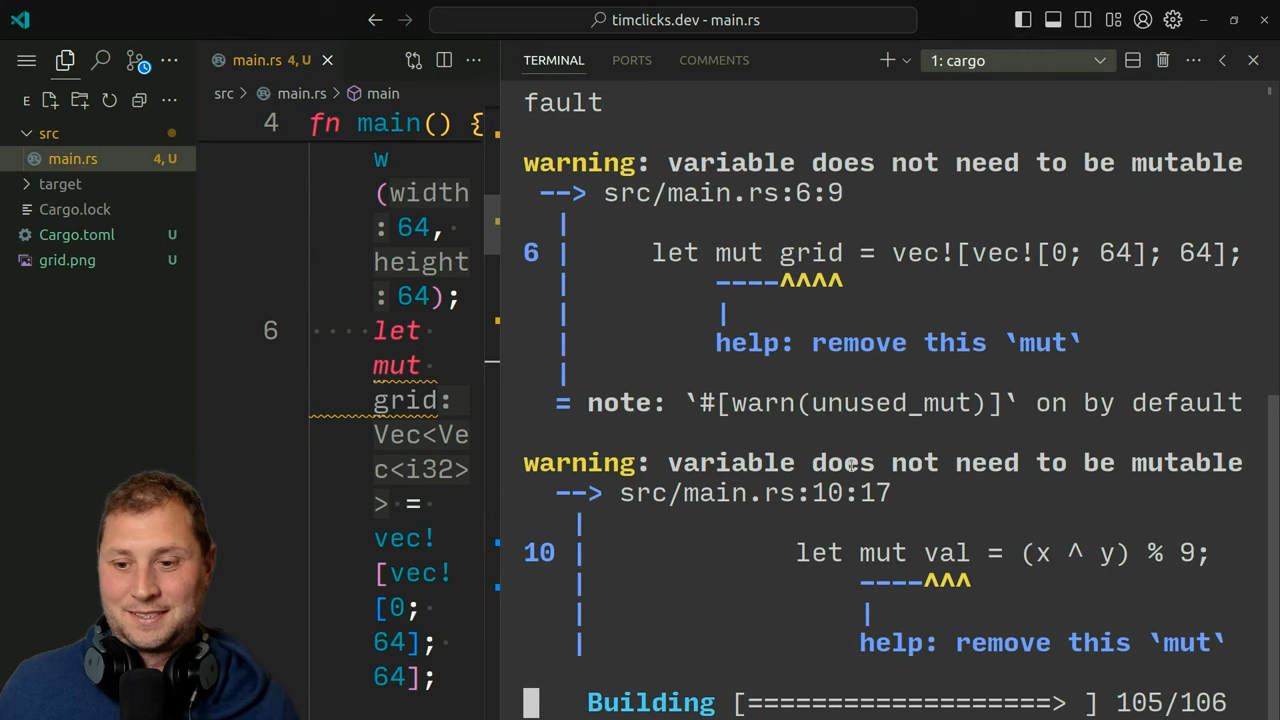 timclicks.dev - main.rs
main.rs 4, U
TERMINAL PORTS COMMENTS
1: cargo
E
src > main.rs > main
src
main.rs 4, U
target
Cargo.lock
Cargo.toml U
grid.png U
4 fn main() {
w
(width
: 64,
height
: 64);
6 let
mut
grid:
Vec<Ve
c<i32>
> =
vec!
[vec!
[0;
64];
64];
fault
warning: variable does not need to be mutable
--> src/main.rs:6:9
|
6 | let mut grid = vec![vec![0; 64]; 64];
| ----^^^^
| |
| help: remove this `mut`
|
= note: `#[warn(unused_mut)]` on by default
warning: variable does not need to be mutable
--> src/main.rs:10:17
|
10 | let mut val = (x ^ y) % 9;
| ----^^^
| |
| help: remove this `mut`
Building [===================> ] 105/106